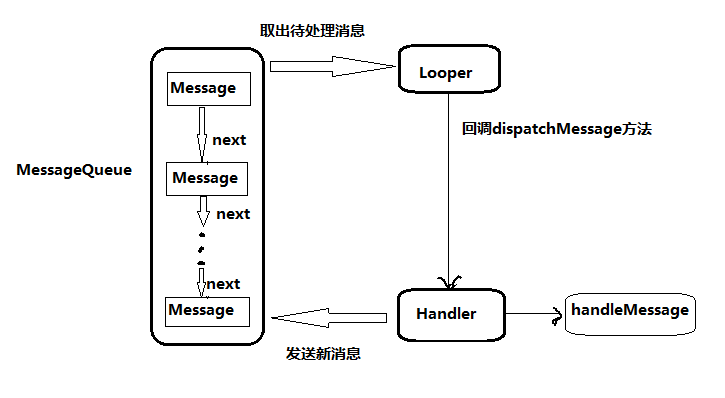 取出待处理消息
Message
Looper
next
回调dispatchMessage方法
MessageQueue
Message
next
next
Message
Handler
handleMessage
发送新消息